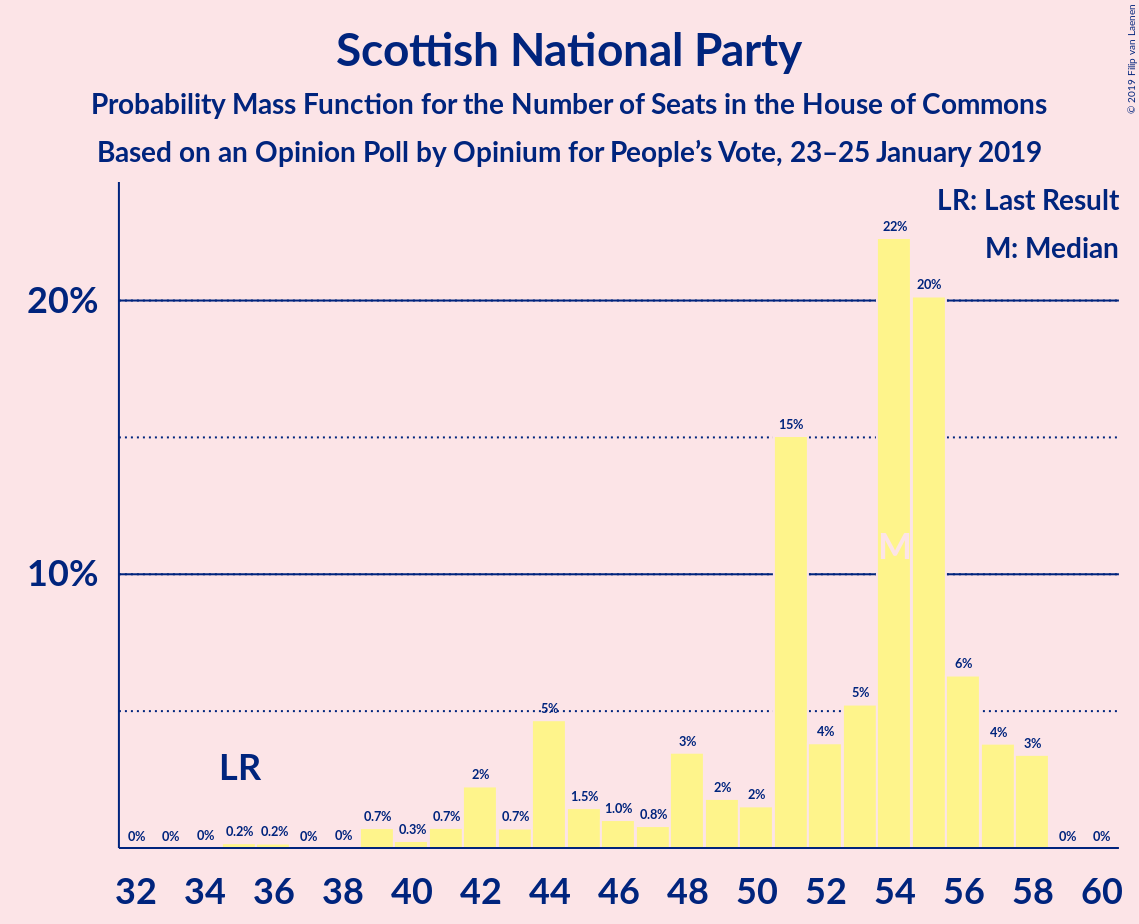 Scottish National Party
Probability Mass Function for the Number of Seats in the House of Commons
Based on an Opinion Poll by Opinium for People’s Vote, 23–25 January 2019
© 2019 Filip van Laenen
LR: Last Result
M: Median
20%
10%
LR
M
0% 0% 0% 0.2% 0.2% 0% 0% 0.7% 0.3% 0.7% 2% 0.7% 5% 1.5% 1.0% 0.8% 3% 2% 2% 15% 4% 5% 22% 20% 6% 4% 3% 0% 0%
32 34 36 38 40 42 44 46 48 50 52 54 56 58 60